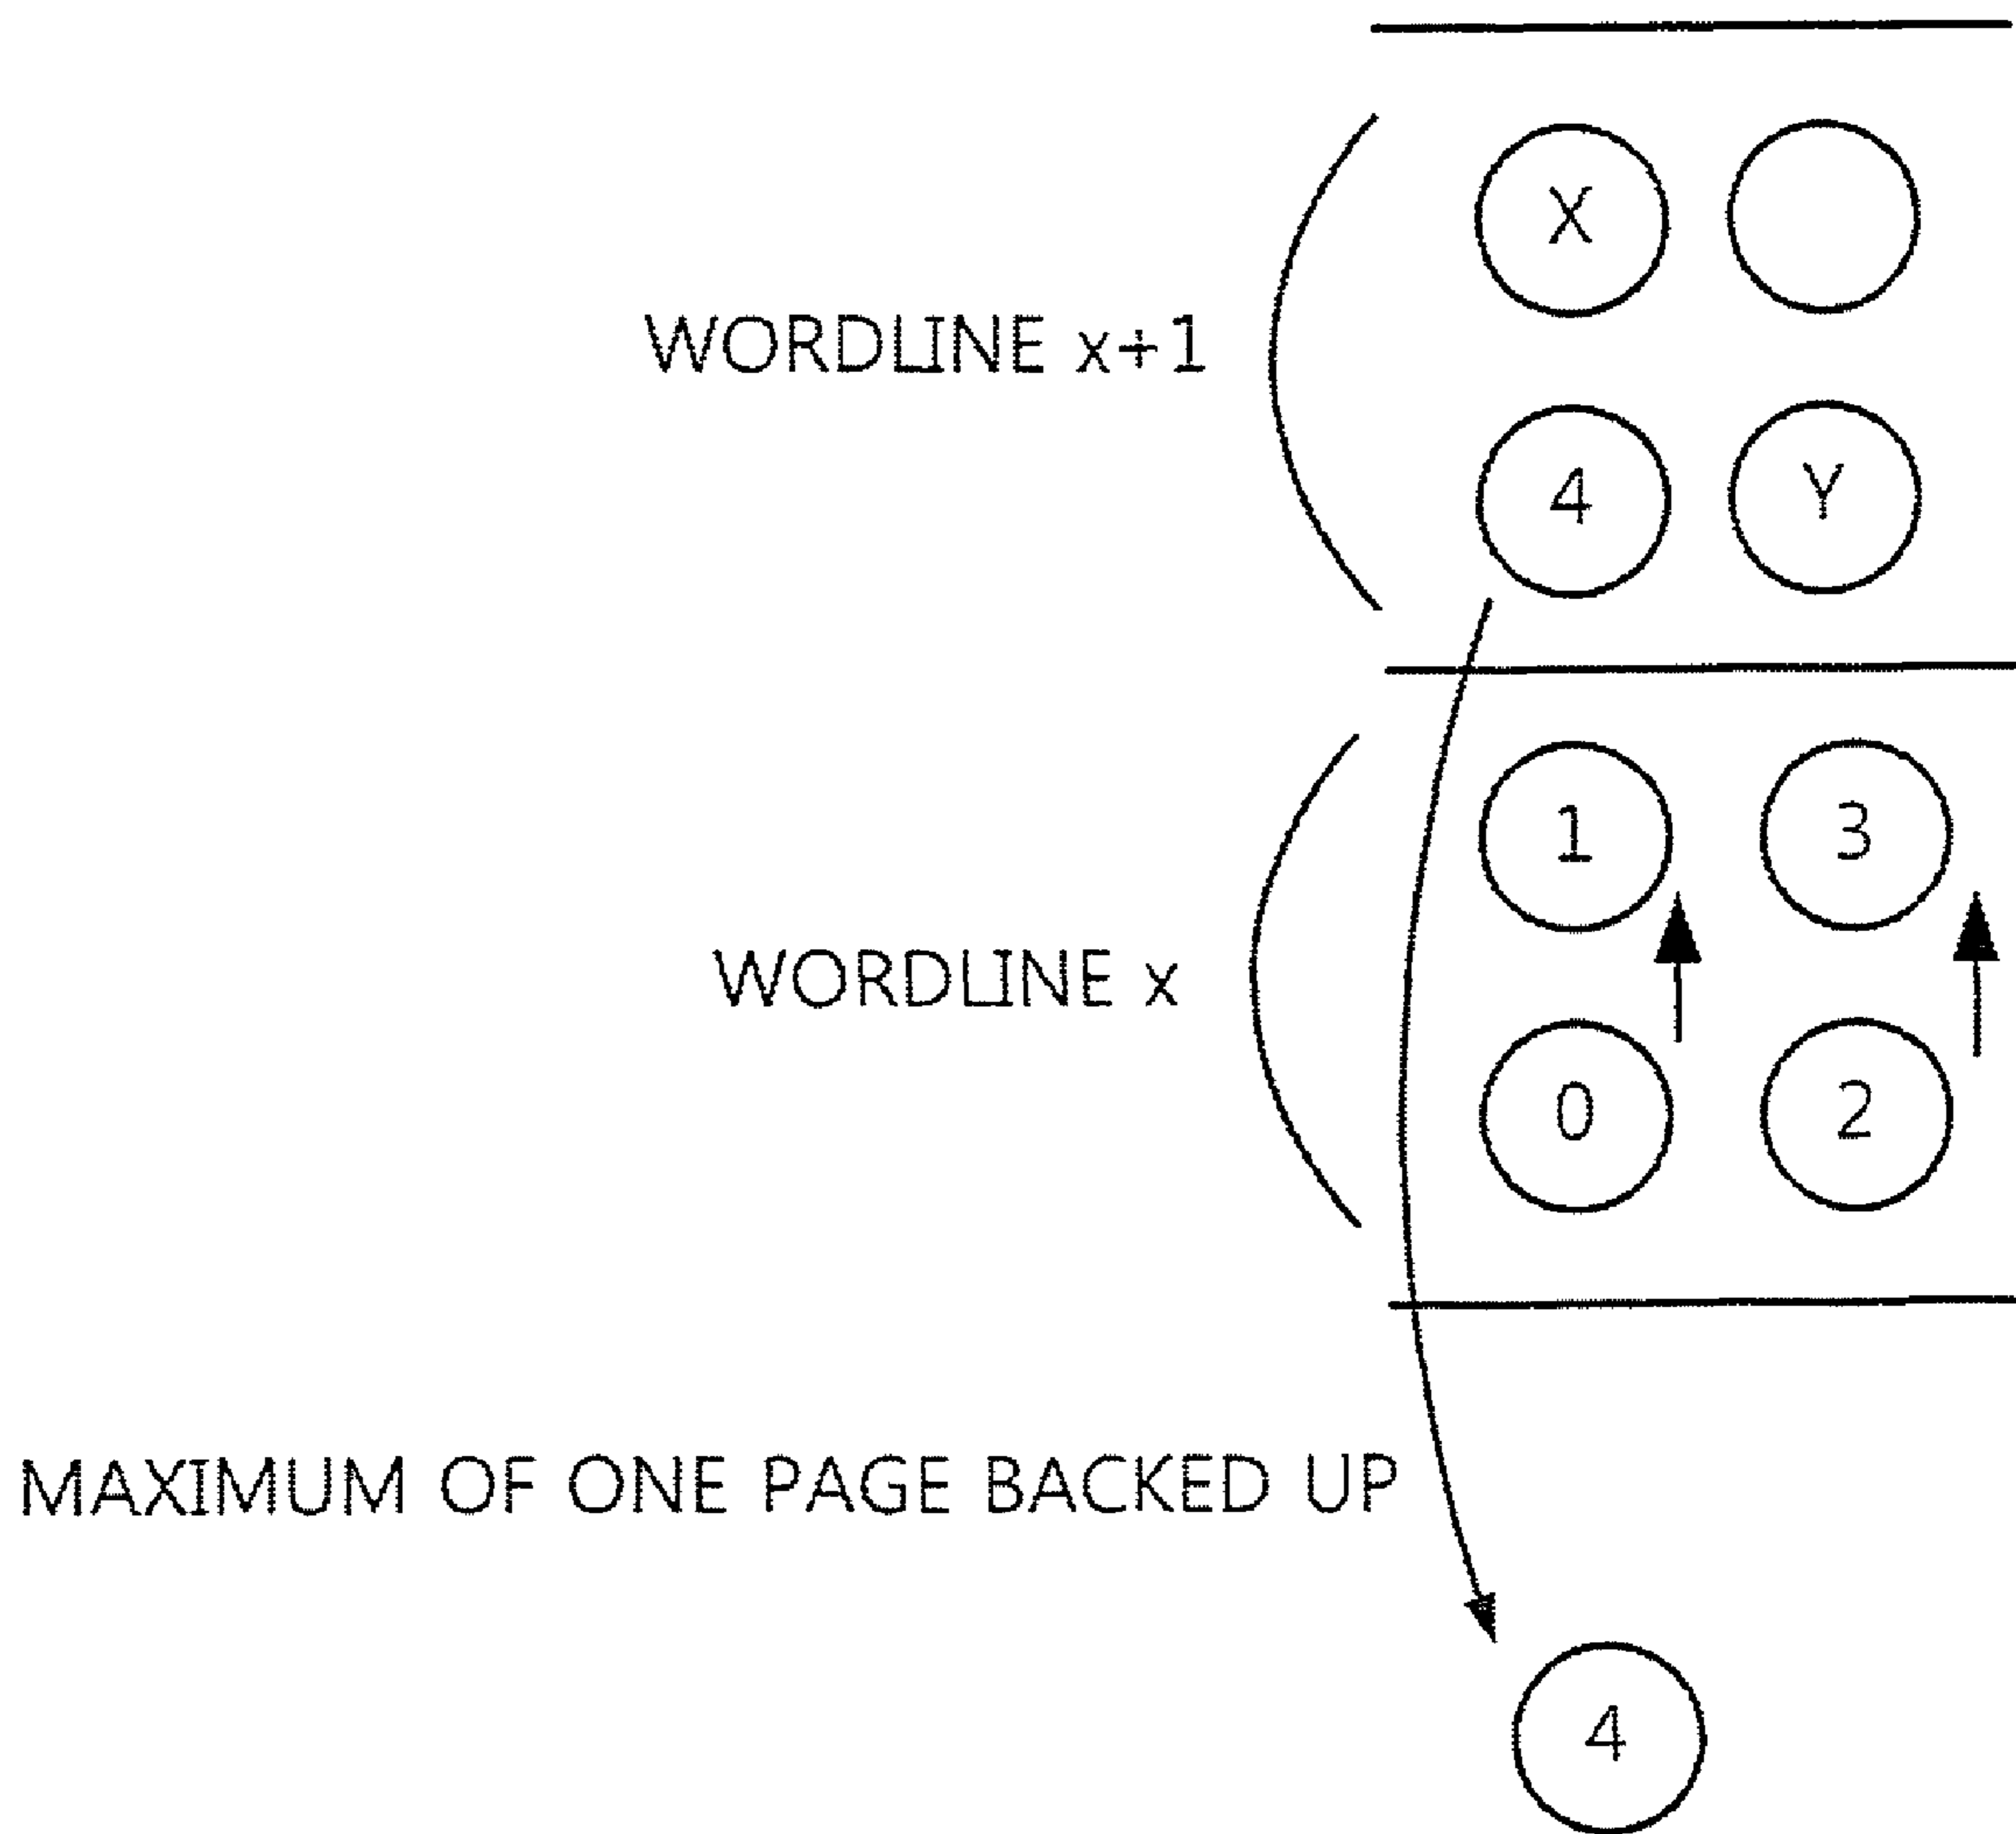 X
WORDLINE x+1
4 Y
1 3
WORDLINE x
0 2
MAXIMUM OF ONE PAGE BACKED UP
4